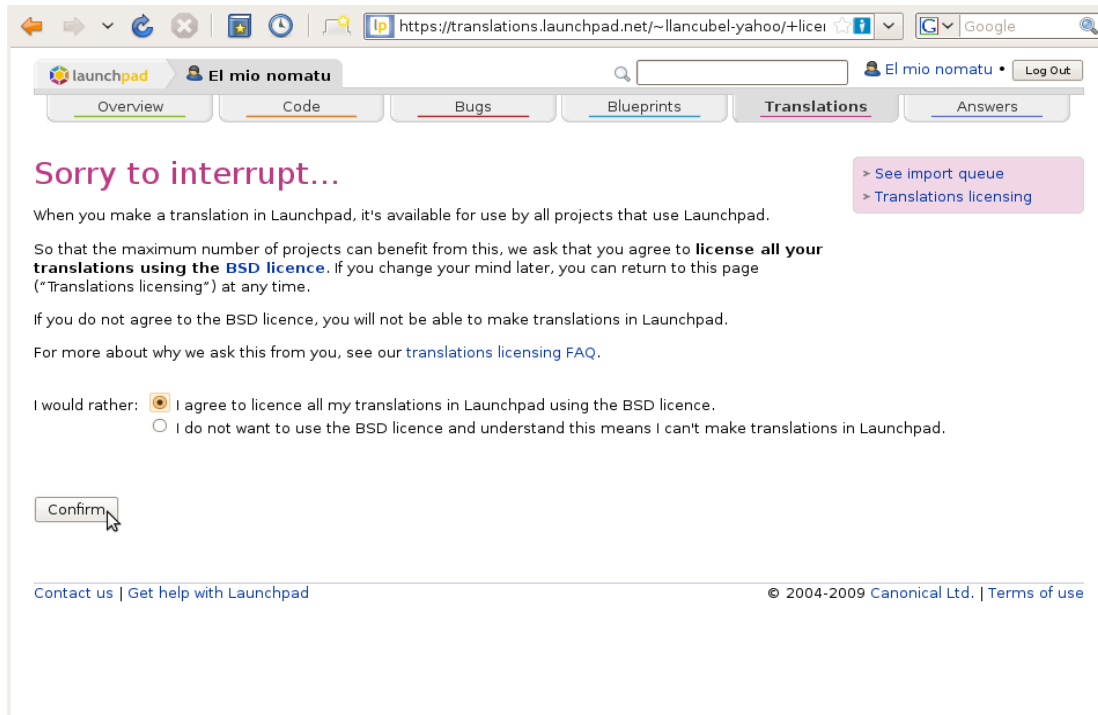 lp https://translations.launchpad.net/~llancubel-yahoo/+licer G Google
launchpad El mio nomatu El mio nomatu • Log Out
Overview Code Bugs Blueprints Translations Answers
Sorry to interrupt...
> See import queue
> Translations licensing
When you make a translation in Launchpad, it's available for use by all projects that use Launchpad.
So that the maximum number of projects can benefit from this, we ask that you agree to license all your
translations using the BSD licence. If you change your mind later, you can return to this page
(“Translations licensing”) at any time.
If you do not agree to the BSD licence, you will not be able to make translations in Launchpad.
For more about why we ask this from you, see our translations licensing FAQ.
I would rather: I agree to licence all my translations in Launchpad using the BSD licence.
I do not want to use the BSD licence and understand this means I can't make translations in Launchpad.
Confirm
Contact us | Get help with Launchpad © 2004-2009 Canonical Ltd. | Terms of use